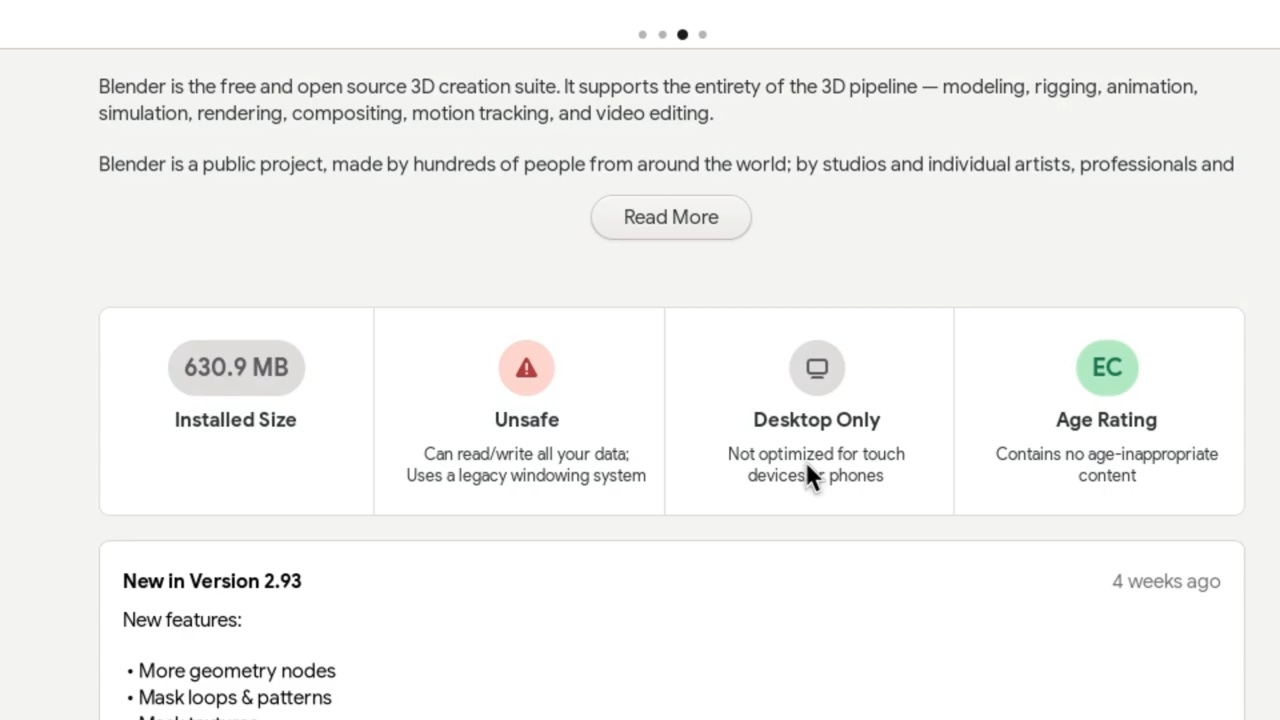 Blender is the free and open source 3D creation suite. It supports the entirety of the 3D pipeline — modeling, rigging, animation,
simulation, rendering, compositing, motion tracking, and video editing.
Blender is a public project, made by hundreds of people from around the world; by studios and individual artists, professionals and
Read More
630.9 MB
Installed Size
Unsafe
Can read/write all your data;
Uses a legacy windowing system
Desktop Only
Not optimized for touch
devices phones
EC
Age Rating
Contains no age-inappropriate
content
New in Version 2.93
4 weeks ago
New features:
• More geometry nodes
• Mask loops & patterns